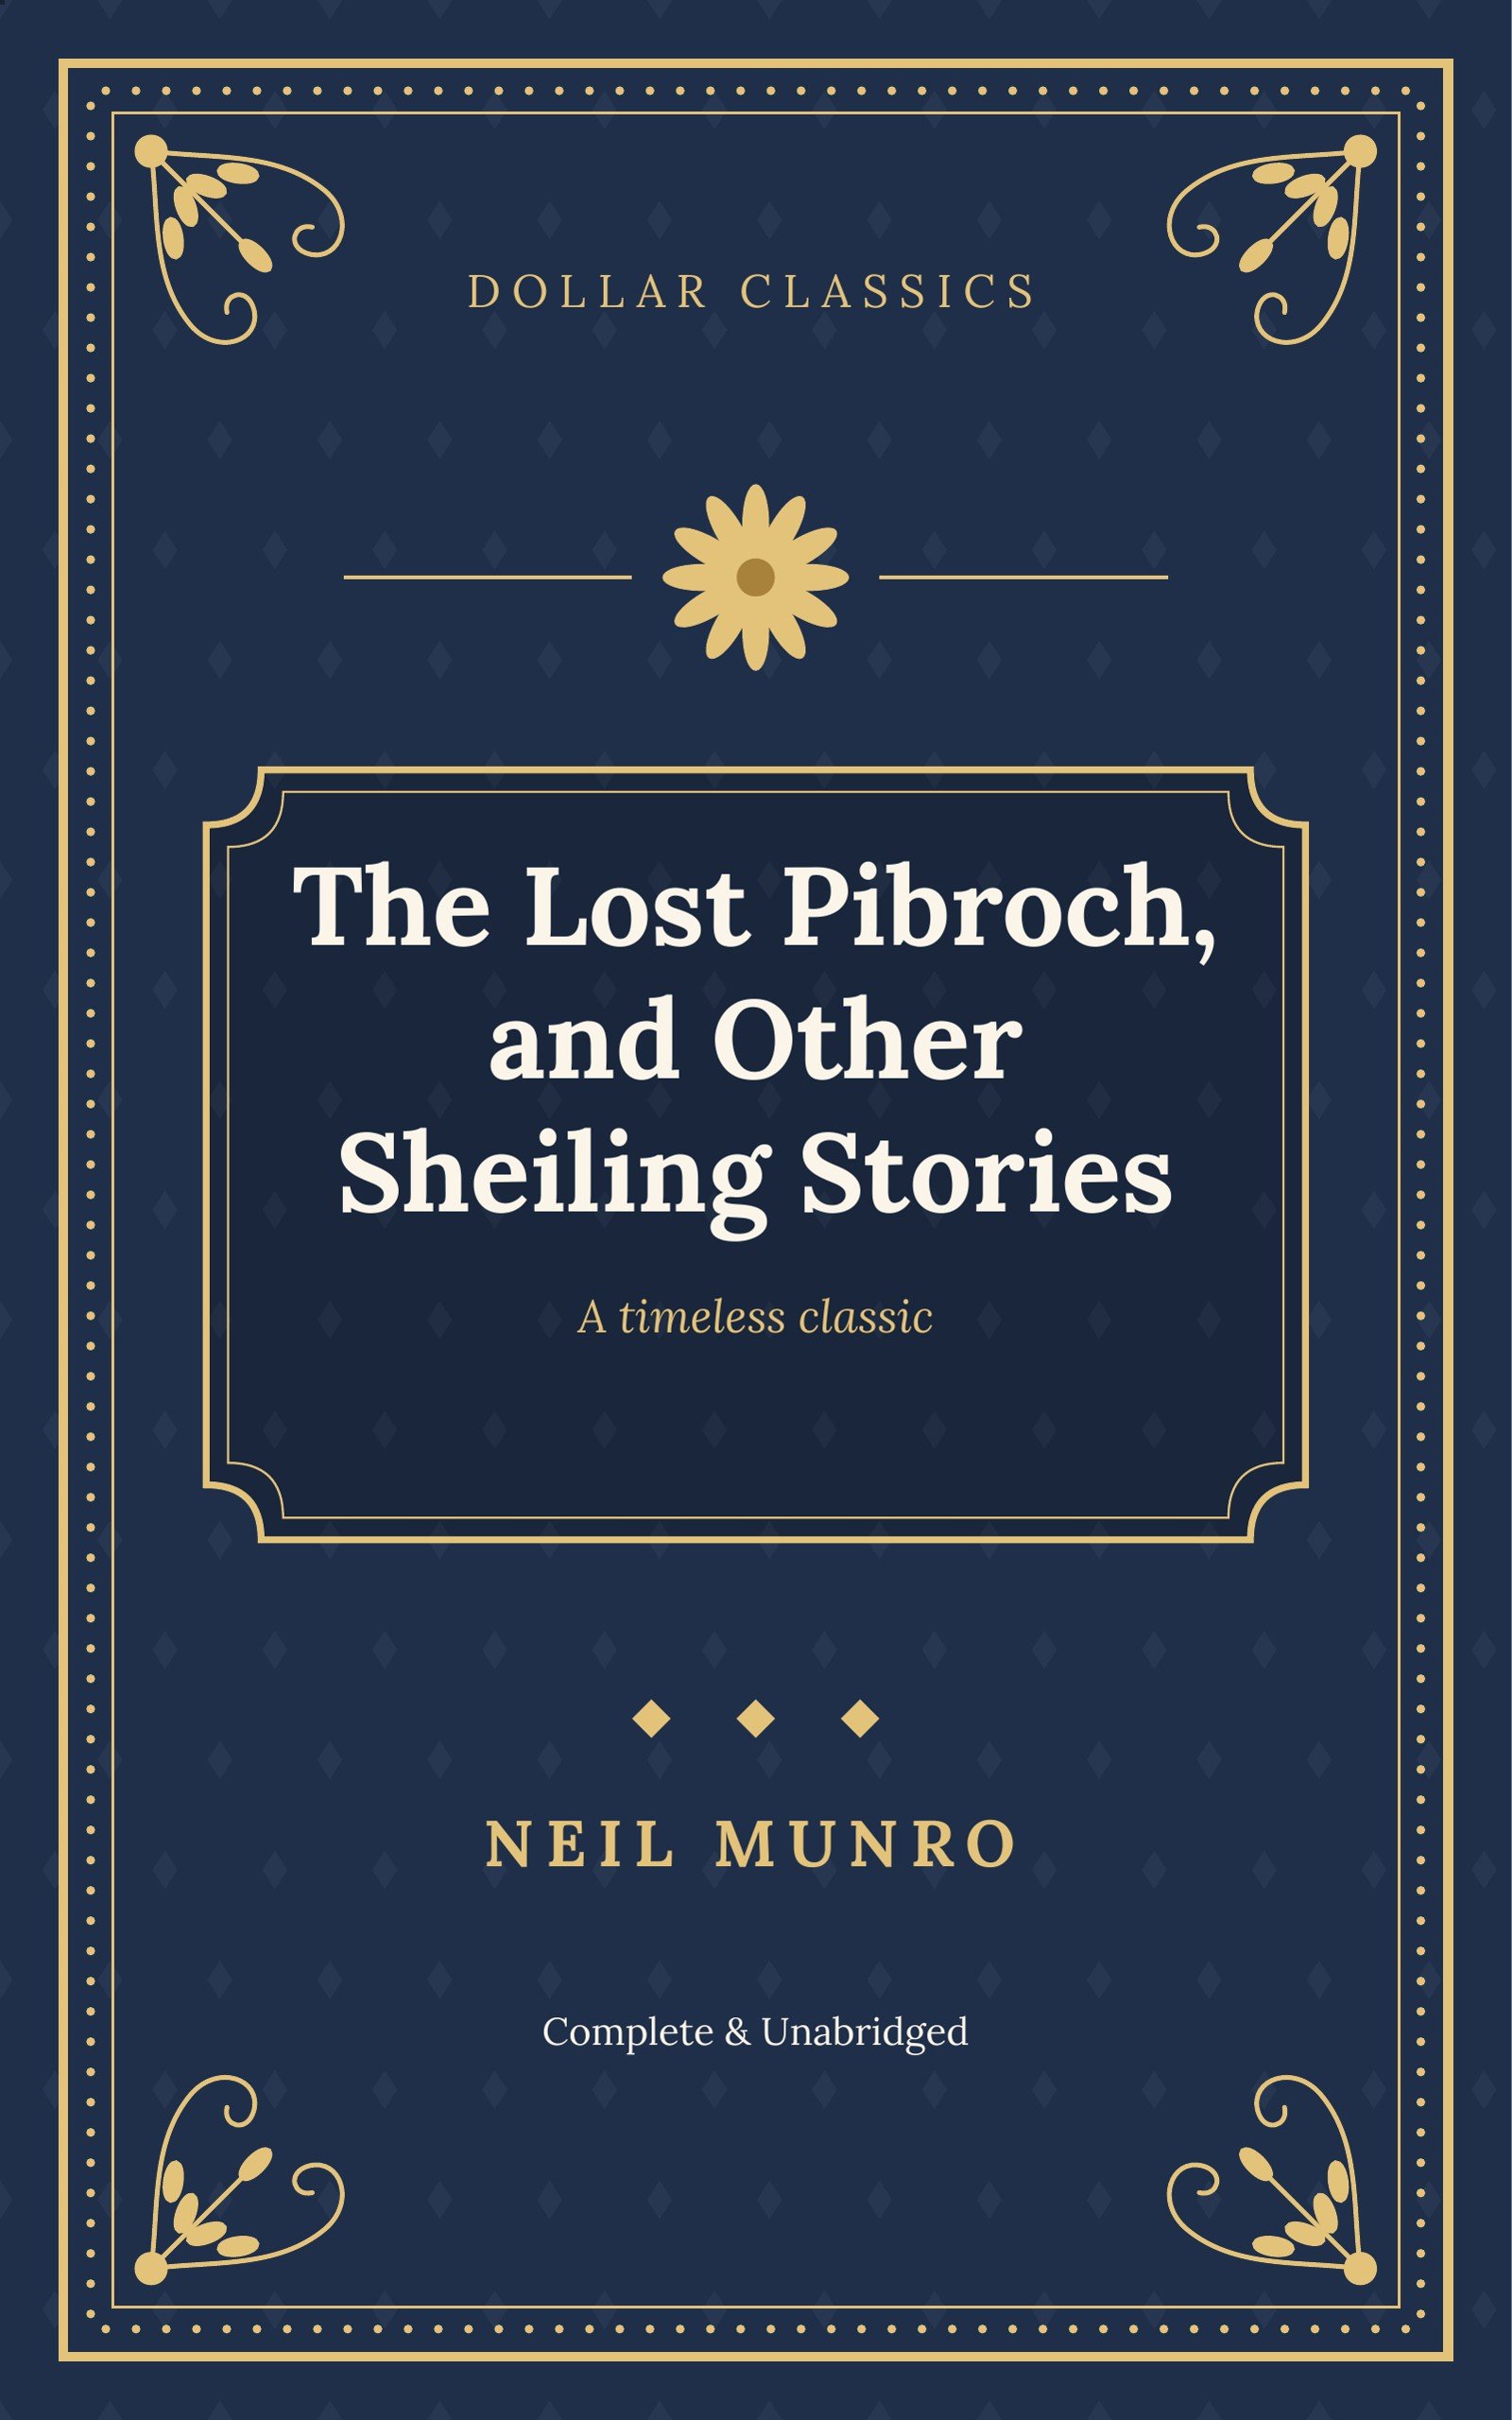 DOLLAR CLASSICS
The Lost Pibroch,
and Other
Sheiling Stories
A timeless classic
NEIL MUNRO
Complete & Unabridged